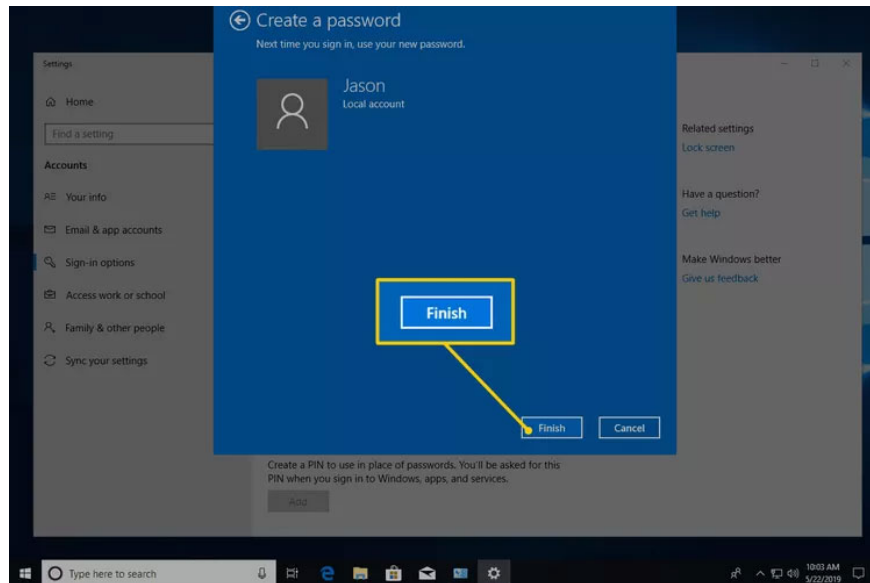 Create a password
Next time you sign in, use your new password.
Jason
Local account
Settings
Home
Find a setting
Accounts
Your info
Email & app accounts
Sign-in options
Access work or school
Family & other people
Sync your settings
Related settings
Lock screen
Have a question?
Get help
Make Windows better
Give us feedback
Finish
Finish
Cancel
Create a PIN to use in place of passwords. You'll be asked for this
PIN when you sign in to Windows, apps, and services.
Add
Type here to search
10:03 AM
5/22/2019